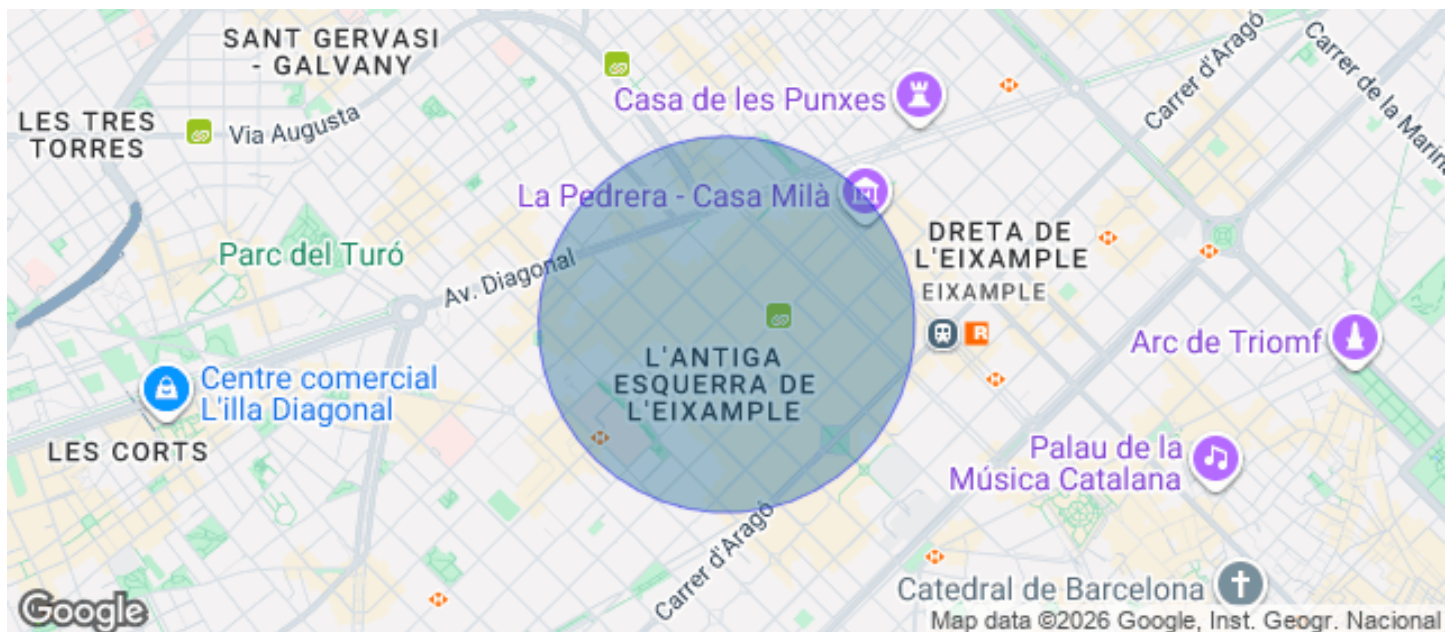 SANT GERVASI
- GALVANY
Casa de les Punxes
Carrer d'Aragó
Carrer de la Marina
LES TRES
TORRES
Via Augusta
La Pedrera - Casa Milà
DRETA DE
L'EIXAMPLE
EIXAMPLE
Parc del Turó
Av. Diagonal
R
Arc de Triomf
L'ANTIGA
ESQUERRA DE
L'EIXAMPLE
Centre comercial
L'illa Diagonal
LES CORTS
Palau de la
Música Catalana
Carrer d'Aragó
Catedral de Barcelona
Google
Map data ©2026 Google, Inst. Geogr. Nacional